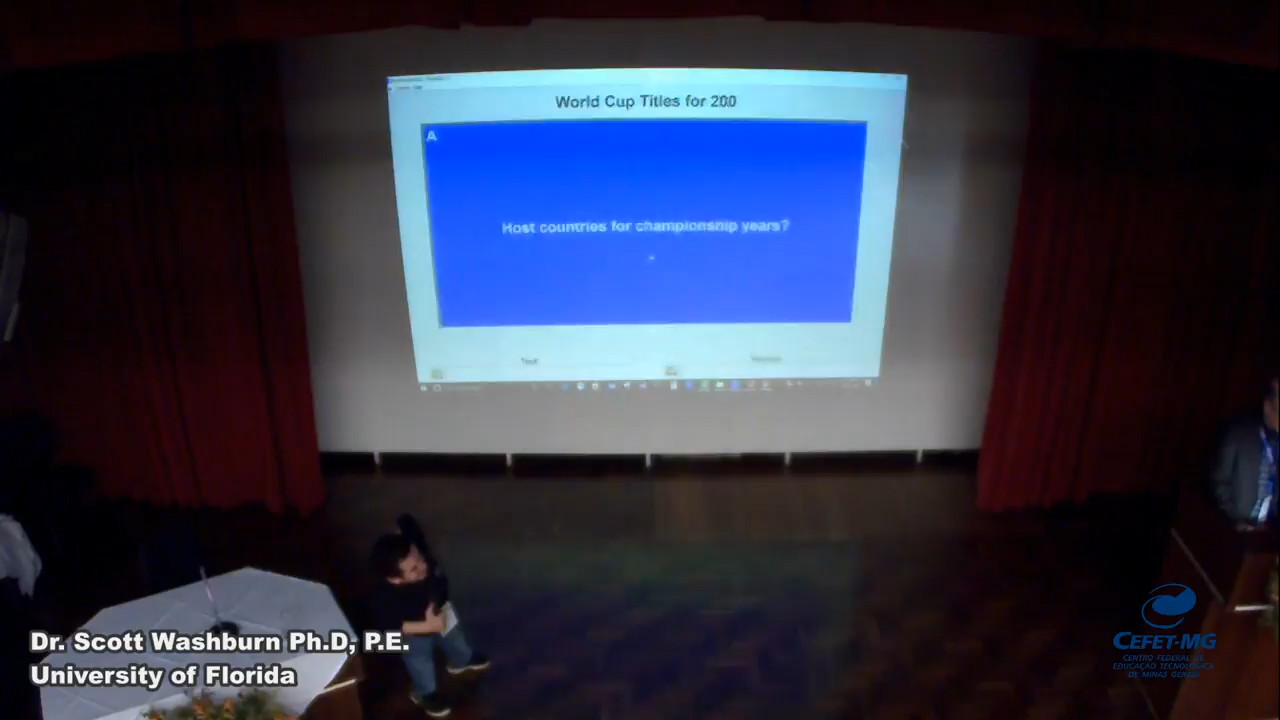 World Cup Titles for 200
A
Host countries for championship years?
Dr. Scott Washburn Ph.D, P.E.
University of Florida
CEFET-MG
CENTRO FEDERAL DE
EDUCAÇÃO TECNOLÓGICA
DE MINAS GERAIS